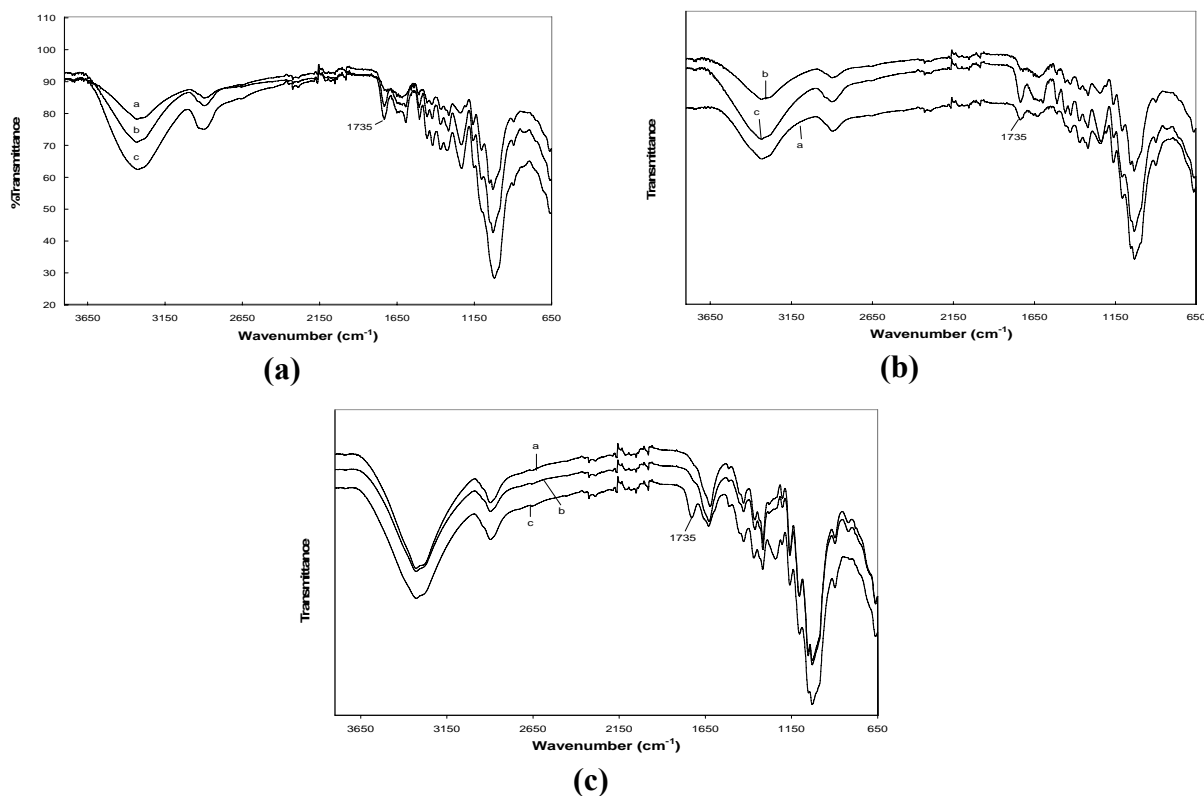 110
100
90
80
70
60
50
40
30
20
%Transmittance
a
b
c
1735
3650 3150 2650 2150 1650 1150 650
Wavenumber (cm-1)
(a)
Transmittance
b
c
a
1735
3650 3150 2650 2150 1650 1150 650
Wavenumber (cm-1)
(b)
Transmittance
a
b
c
1735
3650 3150 2650 2150 1650 1150 650
Wavenumber (cm-1)
(c)